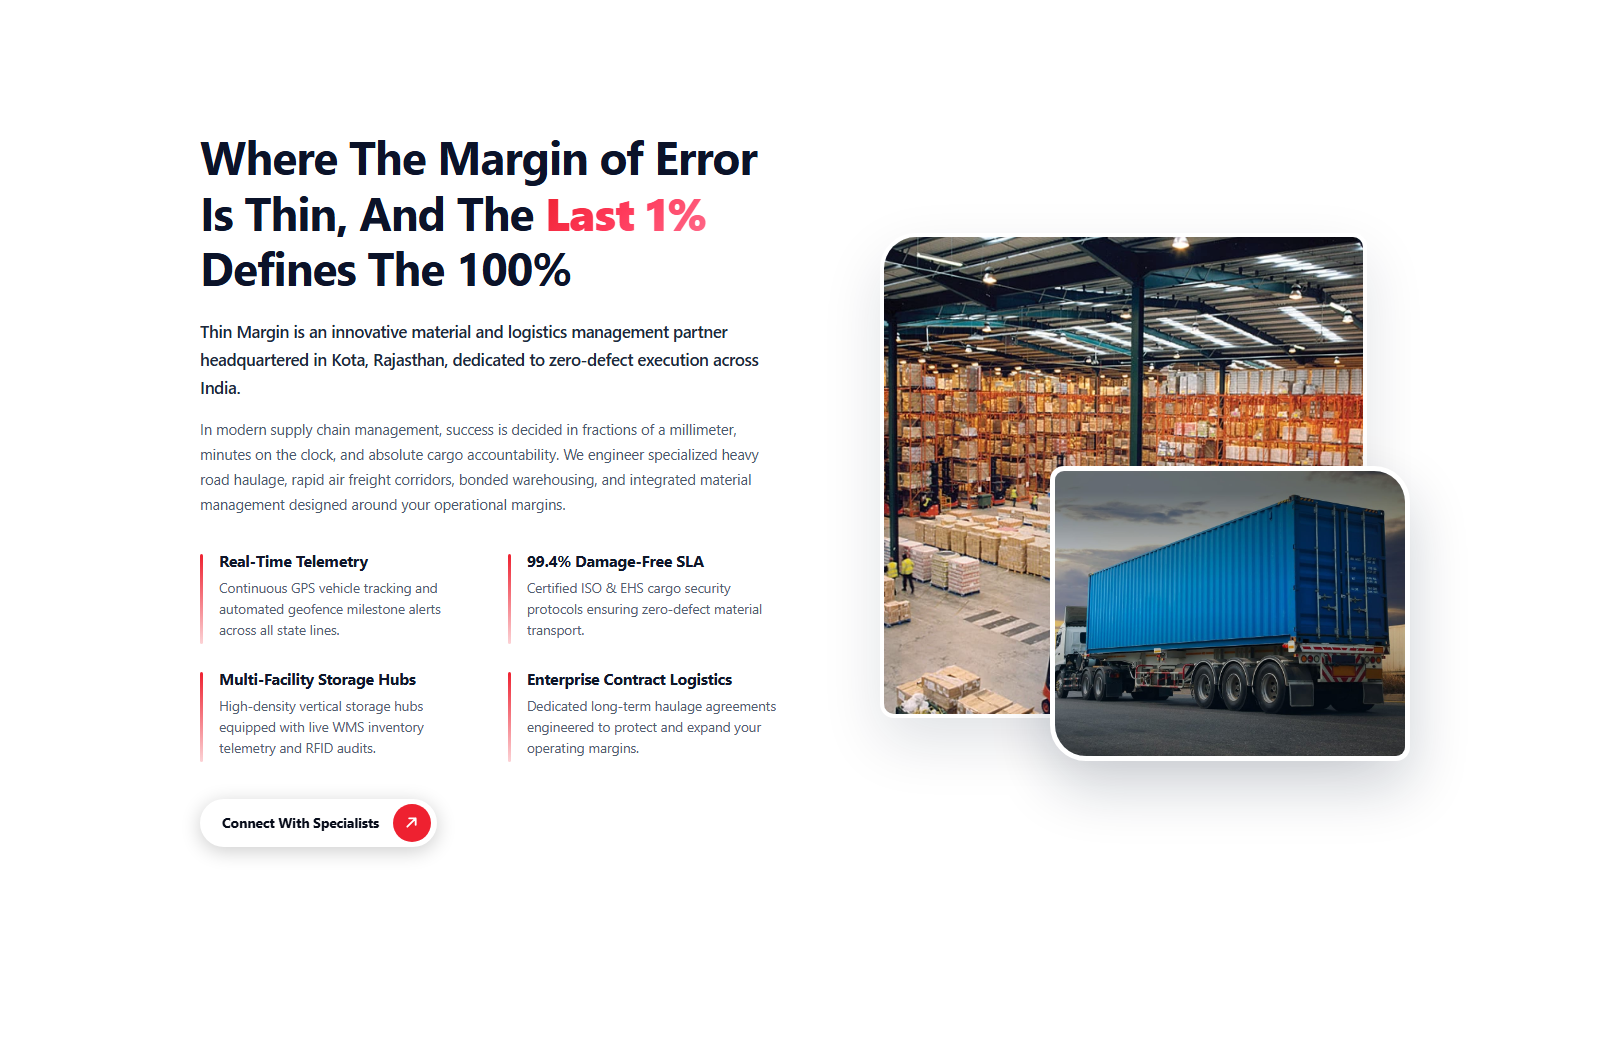 Where The Margin of Error
Is Thin, And The Last 1%
Defines The 100%
Thin Margin is an innovative material and logistics management partner
headquartered in Kota, Rajasthan, dedicated to zero-defect execution across
India.
In modern supply chain management, success is decided in fractions of a millimeter,
minutes on the clock, and absolute cargo accountability. We engineer specialized heavy
road haulage, rapid air freight corridors, bonded warehousing, and integrated material
management designed around your operational margins.
Real-Time Telemetry
Continuous GPS vehicle tracking and
automated geofence milestone alerts
across all state lines.
99.4% Damage-Free SLA
Certified ISO & EHS cargo security
protocols ensuring zero-defect material
transport.
Multi-Facility Storage Hubs
High-density vertical storage hubs
equipped with live WMS inventory
telemetry and RFID audits.
Enterprise Contract Logistics
Dedicated long-term haulage agreements
engineered to protect and expand your
operating margins.
Connect With Specialists